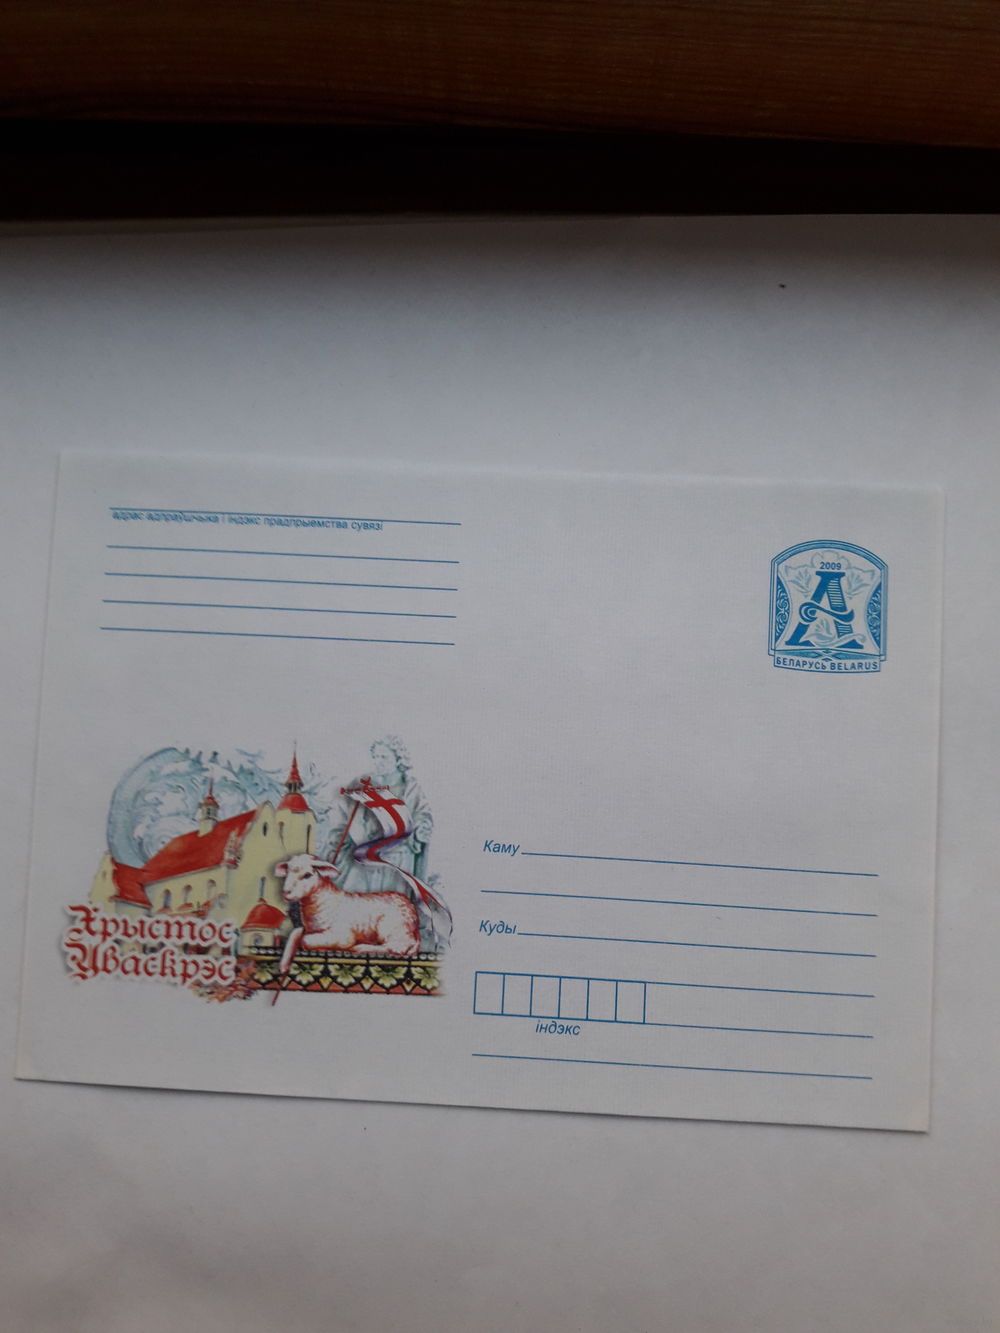 адрас адпраўшчыка і індэкс прадпрыемства сувязі
2009
А
БЕЛАРУСЬ BELARUS
Хрыстос
Уваскрэс
Каму
Куды
індэкс